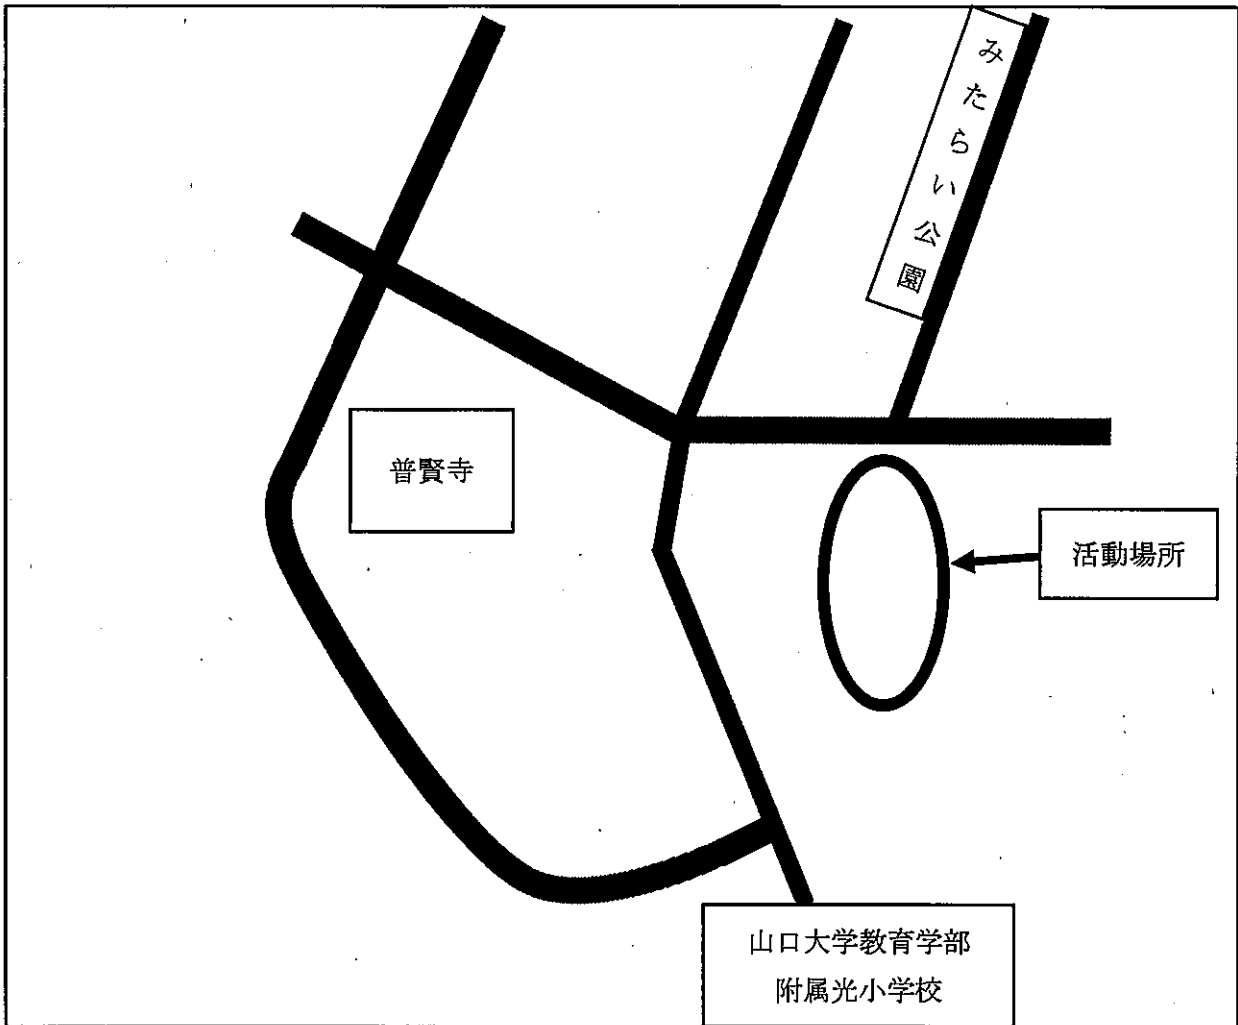 みたらい公園
普賢寺
活動場所
山口大学教育学部
附属光小学校